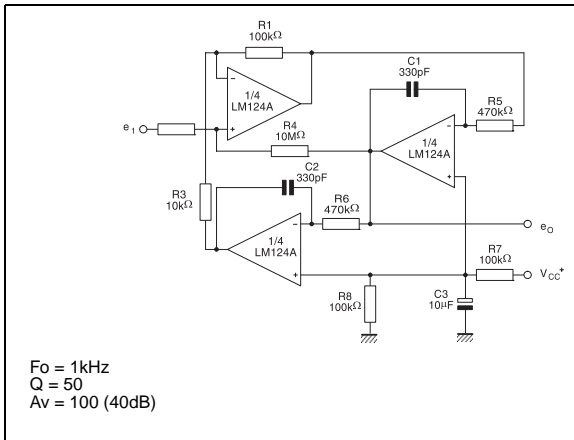 R1
100kΩ
C1
330pF
1/4
LM124A
R5
470kΩ
e1
R4
10MΩ
1/4
LM124A
C2
330pF
R3
10kΩ
R6
470kΩ
1/4
LM124A
eO
R7
100kΩ
R8
100kΩ
C3
10µF
VCC+
Fo = 1kHz
Q = 50
Av = 100 (40dB)